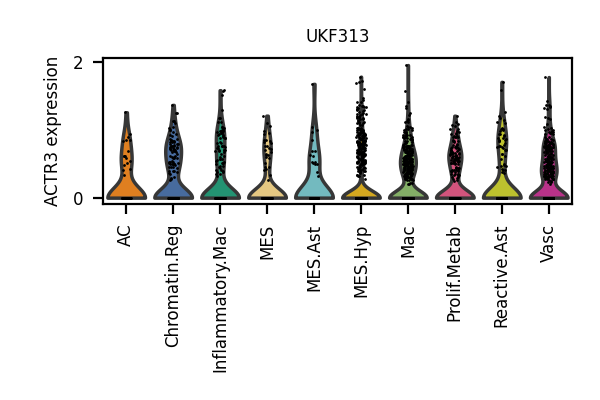 UKF313
ACTR3 expression
2
0
AC
Chromatin.Reg
Inflammatory.Mac
MES
MES.Ast
MES.Hyp
Mac
Prolif.Metab
Reactive.Ast
Vasc